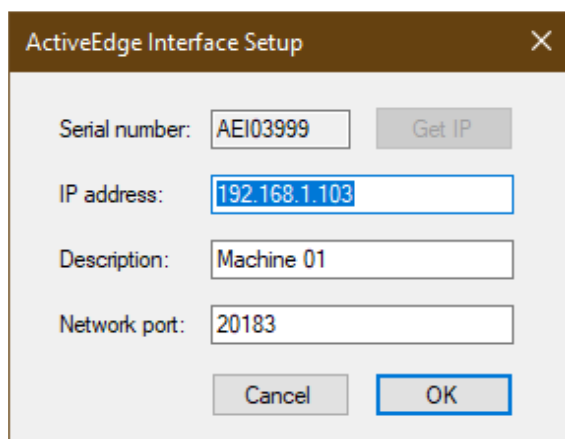 ActiveEdge Interface Setup
Serial number: AEI03999 Get IP
IP address: 192.168.1.103
Description: Machine 01
Network port: 20183
Cancel OK